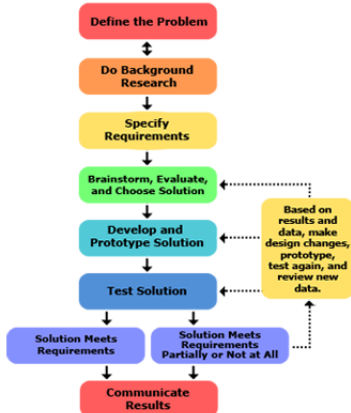 Define the Problem
Do Background
Research
Specify
Requirements
Brainstorm, Evaluate,
and Choose Solution
Develop and
Prototype Solution
Test Solution
Based on
results and
data, make
design changes,
prototype,
test again, and
review new
data.
Solution Meets
Requirements
Solution Meets
Requirements
Partially or Not at All
Communicate
Results